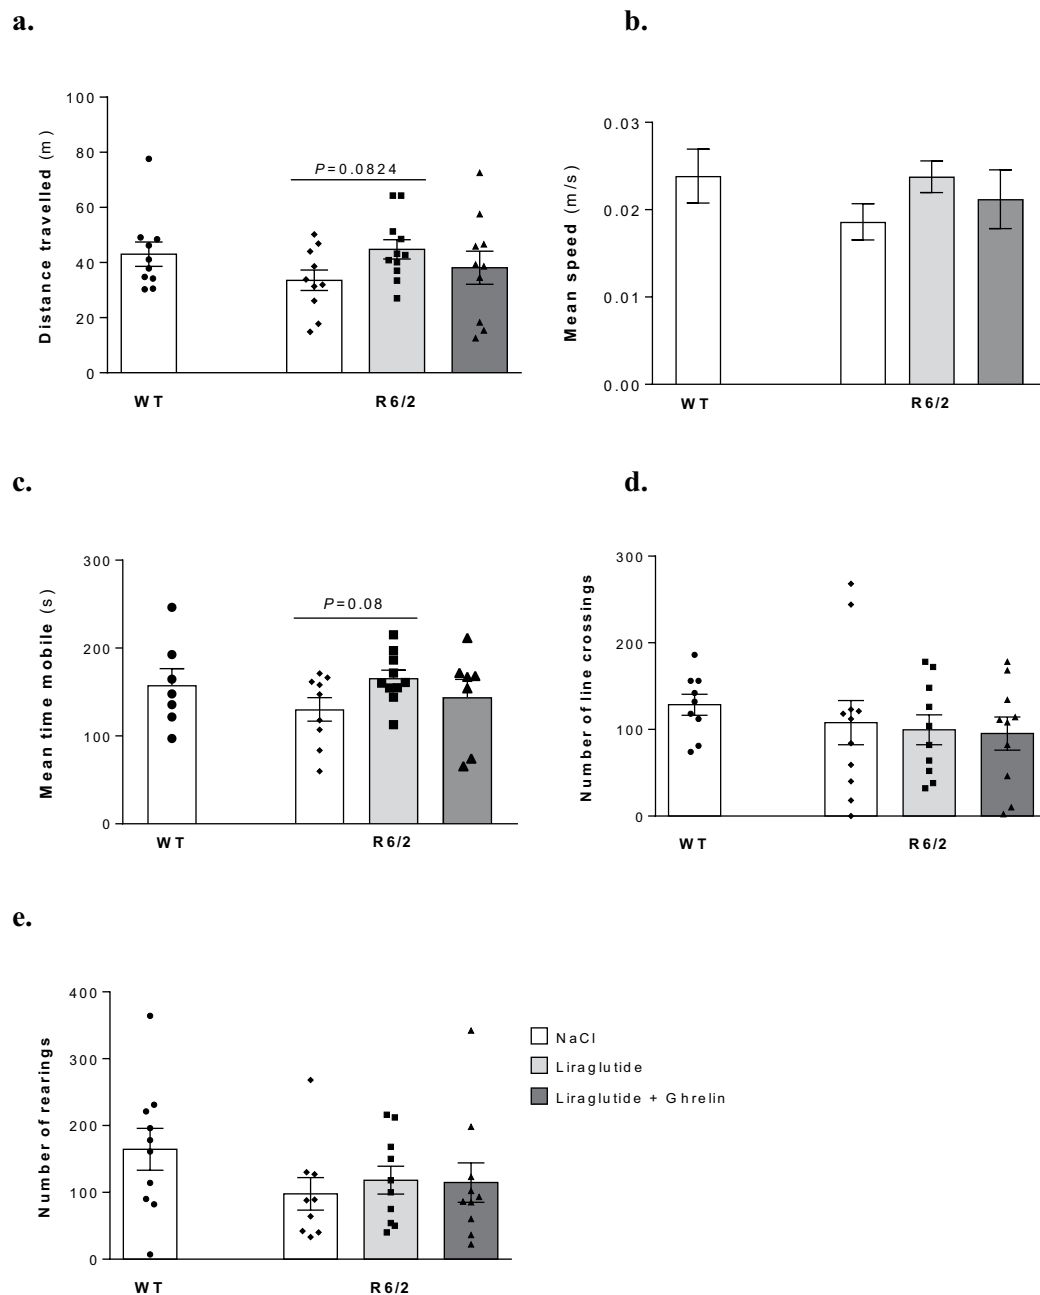 a.
Distance travelled (m)
100
80
60
40
20
0
P=0.0824
WT
R6/2
b.
Mean speed (m/s)
0.03
0.02
0.01
0.00
WT
R6/2
c.
Mean time mobile (s)
300
200
100
0
P=0.08
WT
R6/2
d.
Number of line crossings
300
200
100
0
WT
R6/2
e.
Number of rearings
400
300
200
100
0
WT
R6/2
NaCl
Liraglutide
Liraglutide + Ghrelin